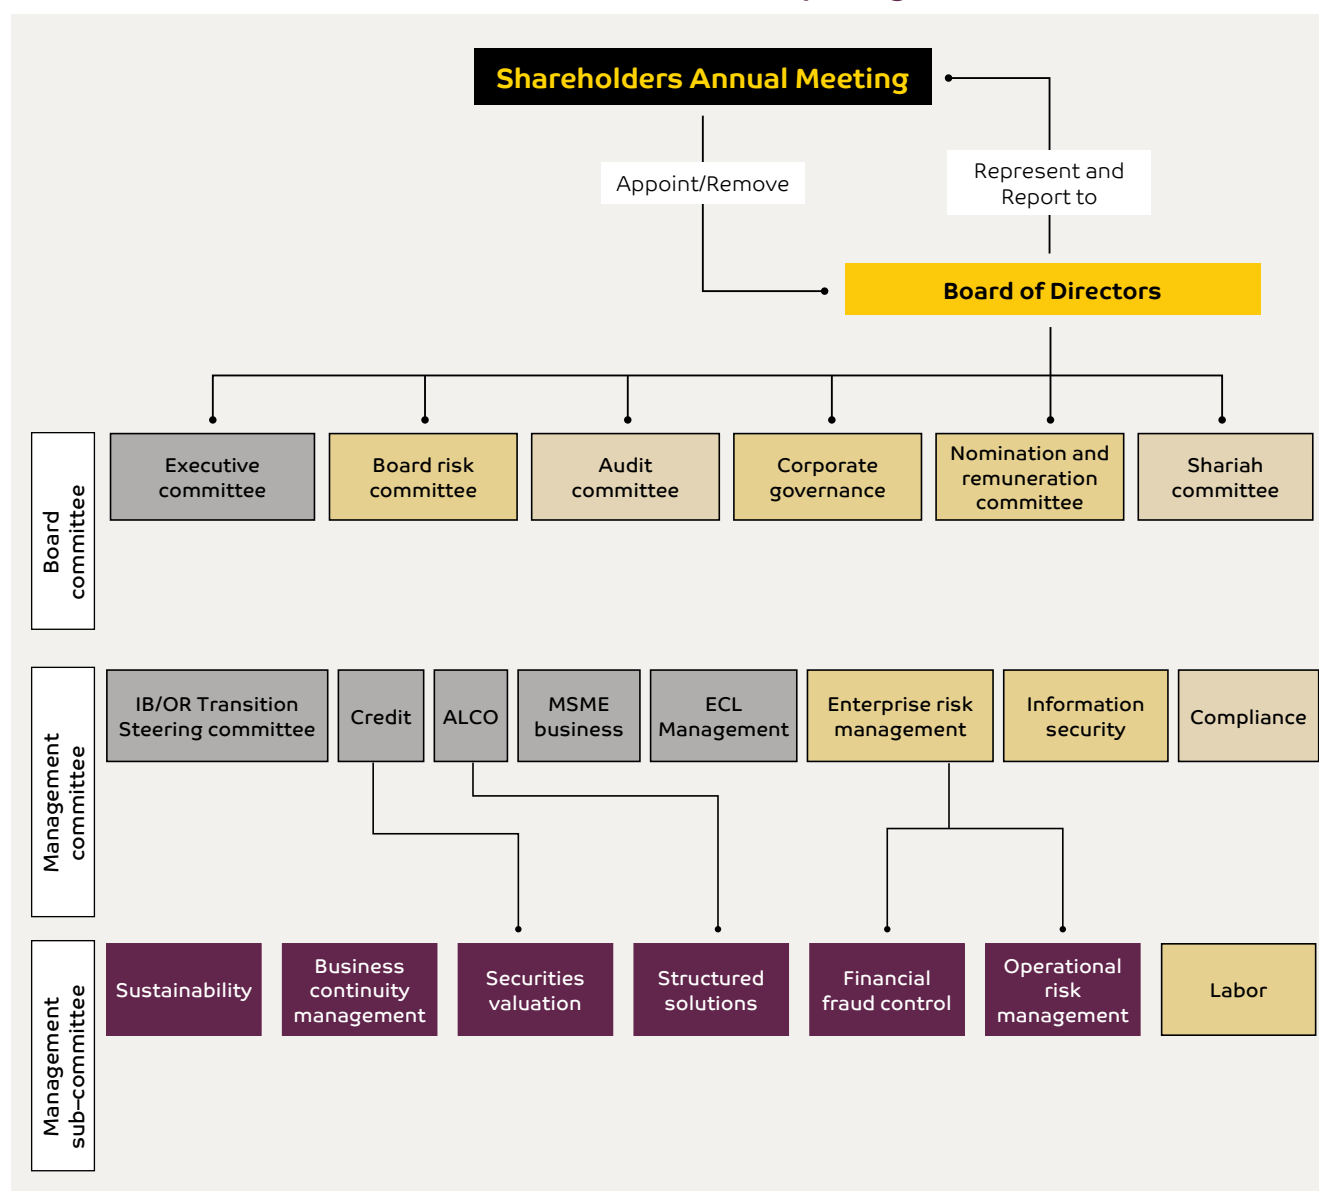 Shareholders Annual Meeting
Appoint/Remove
Represent and
Report to
Board of Directors
Board
committee
Executive
committee
Board risk
committee
Audit
committee
Corporate
governance
Nomination and
remuneration
committee
Shariah
committee
Management
committee
IB/OR Transition
Steering committee
Credit
ALCO
MSME
business
ECL
Management
Enterprise risk
management
Information
security
Compliance
Management
sub-committee
Sustainability
Business
continuity
management
Securities
valuation
Structured
solutions
Financial
fraud control
Operational
risk
management
Labor